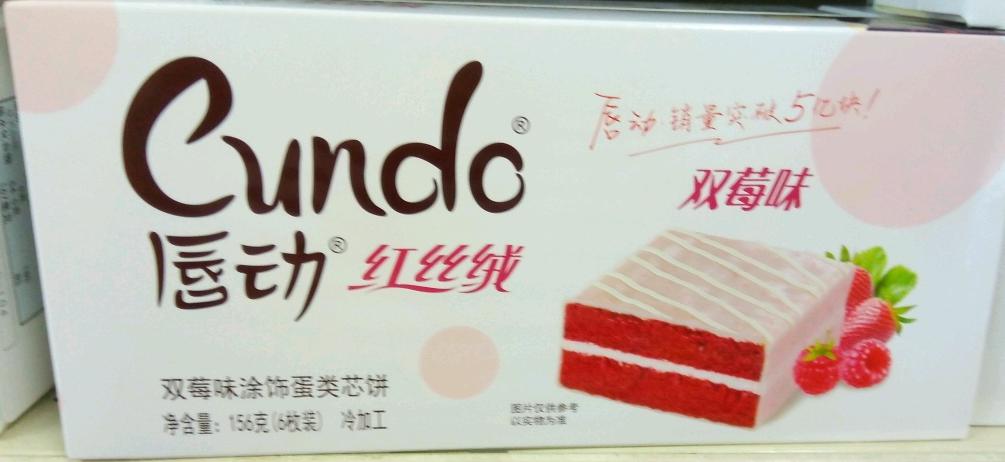 Cundo®
唇动®红丝绒
唇动销量突破5亿块!
双莓味
双莓味涂饰蛋类芯饼
净含量：156克(6枚装) 冷加工
图片仅供参考
以实物为准